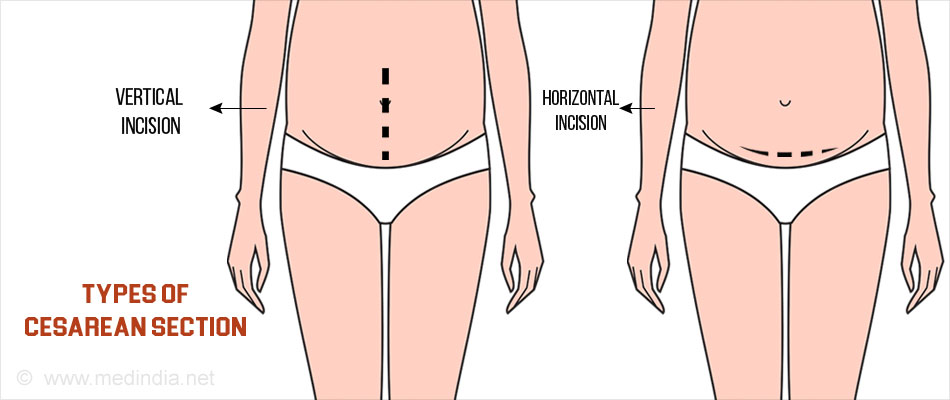 VERTICAL
INCISION
HORIZONTAL
INCISION
TYPES OF
CESAREAN SECTION
© www.medindia.net